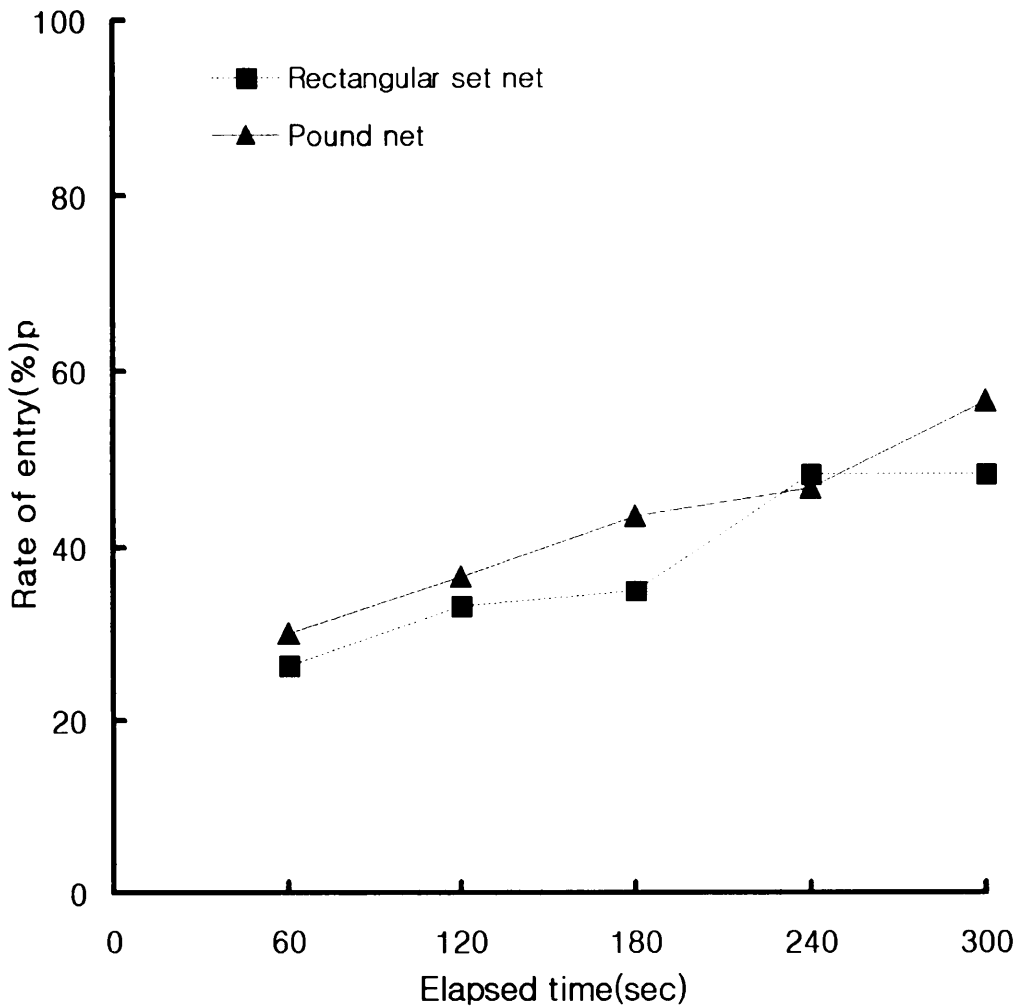 100
80
60
40
20
0
Rate of entry(%)p
Rectangular set net
Pound net
0 60 120 180 240 300
Elapsed time(sec)